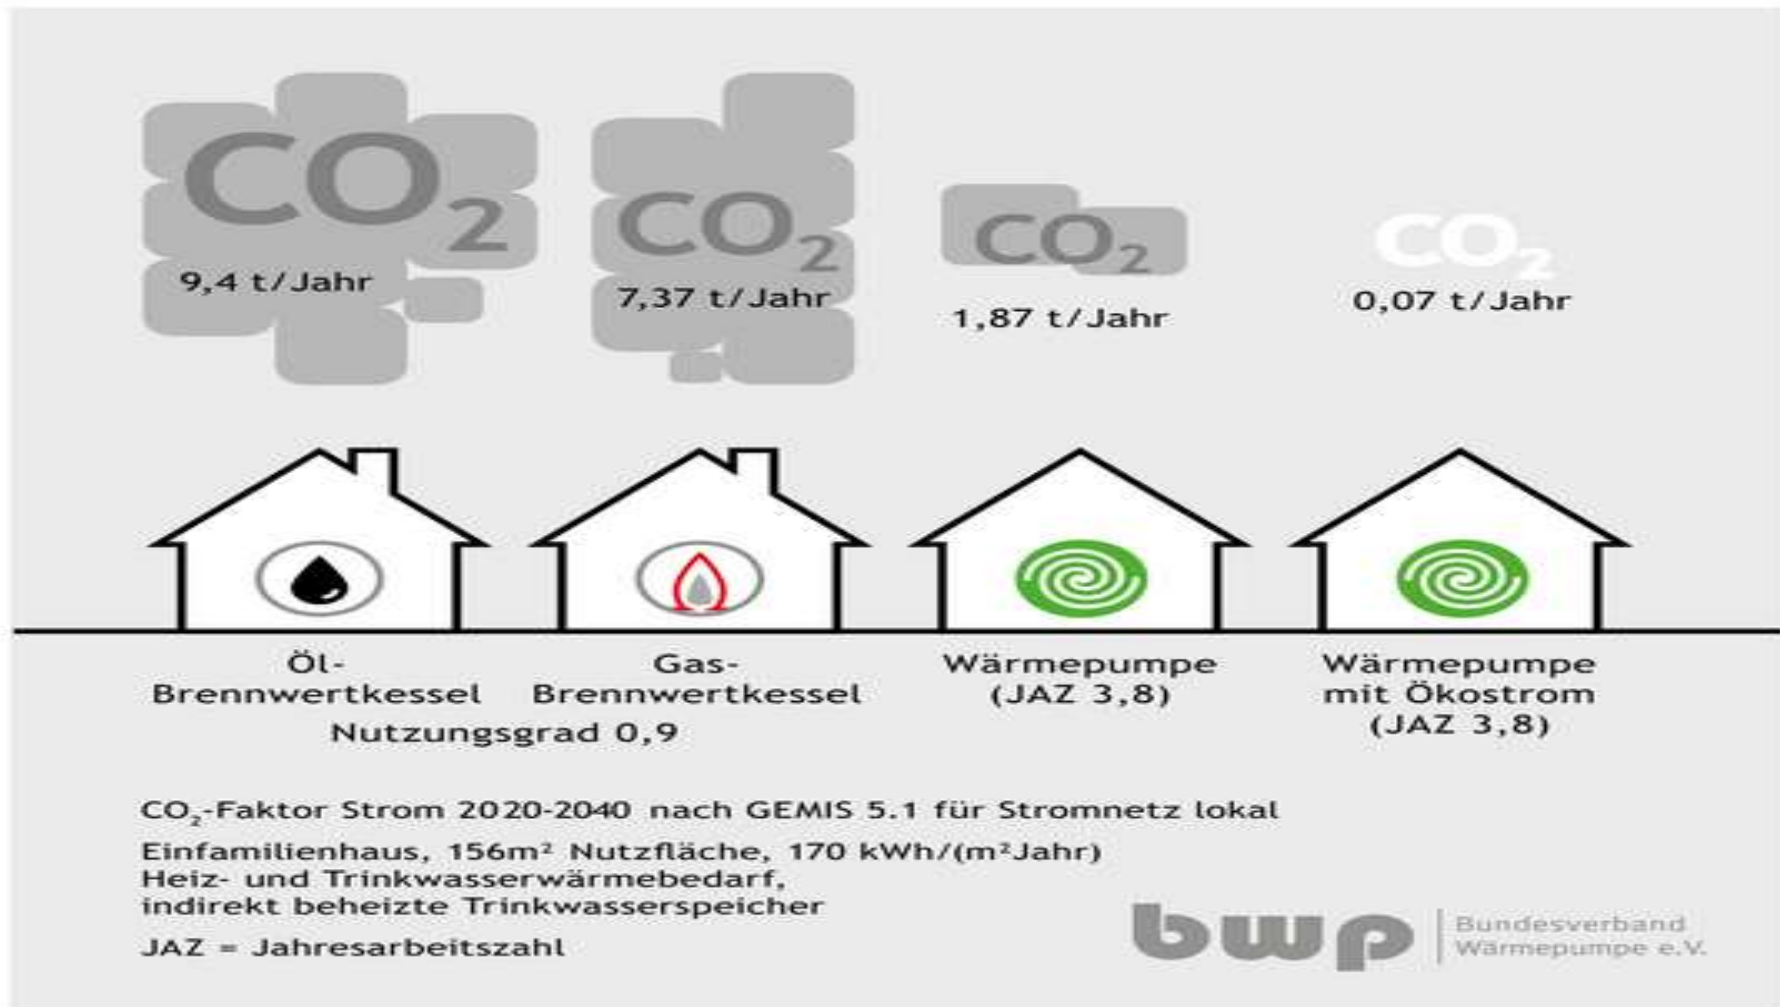 CO₂
9,4 t/Jahr
CO₂
7,37 t/Jahr
CO₂
1,87 t/Jahr
CO₂
0,07 t/Jahr
Öl-
Brennwertkessel
Gas-
Brennwertkessel
Nutzungsgrad 0,9
Wärmepumpe
(JAZ 3,8)
Wärmepumpe
mit Ökostrom
(JAZ 3,8)
CO₂-Faktor Strom 2020-2040 nach GEMIS 5.1 für Stromnetz lokal
Einfamilienhaus, 156m² Nutzfläche, 170 kWh/(m²Jahr)
Heiz- und Trinkwasserwärmebedarf,
indirekt beheizte Trinkwasserspeicher
JAZ = Jahresarbeitszahl
bwp
Bundesverband
Wärmepumpe e.V.